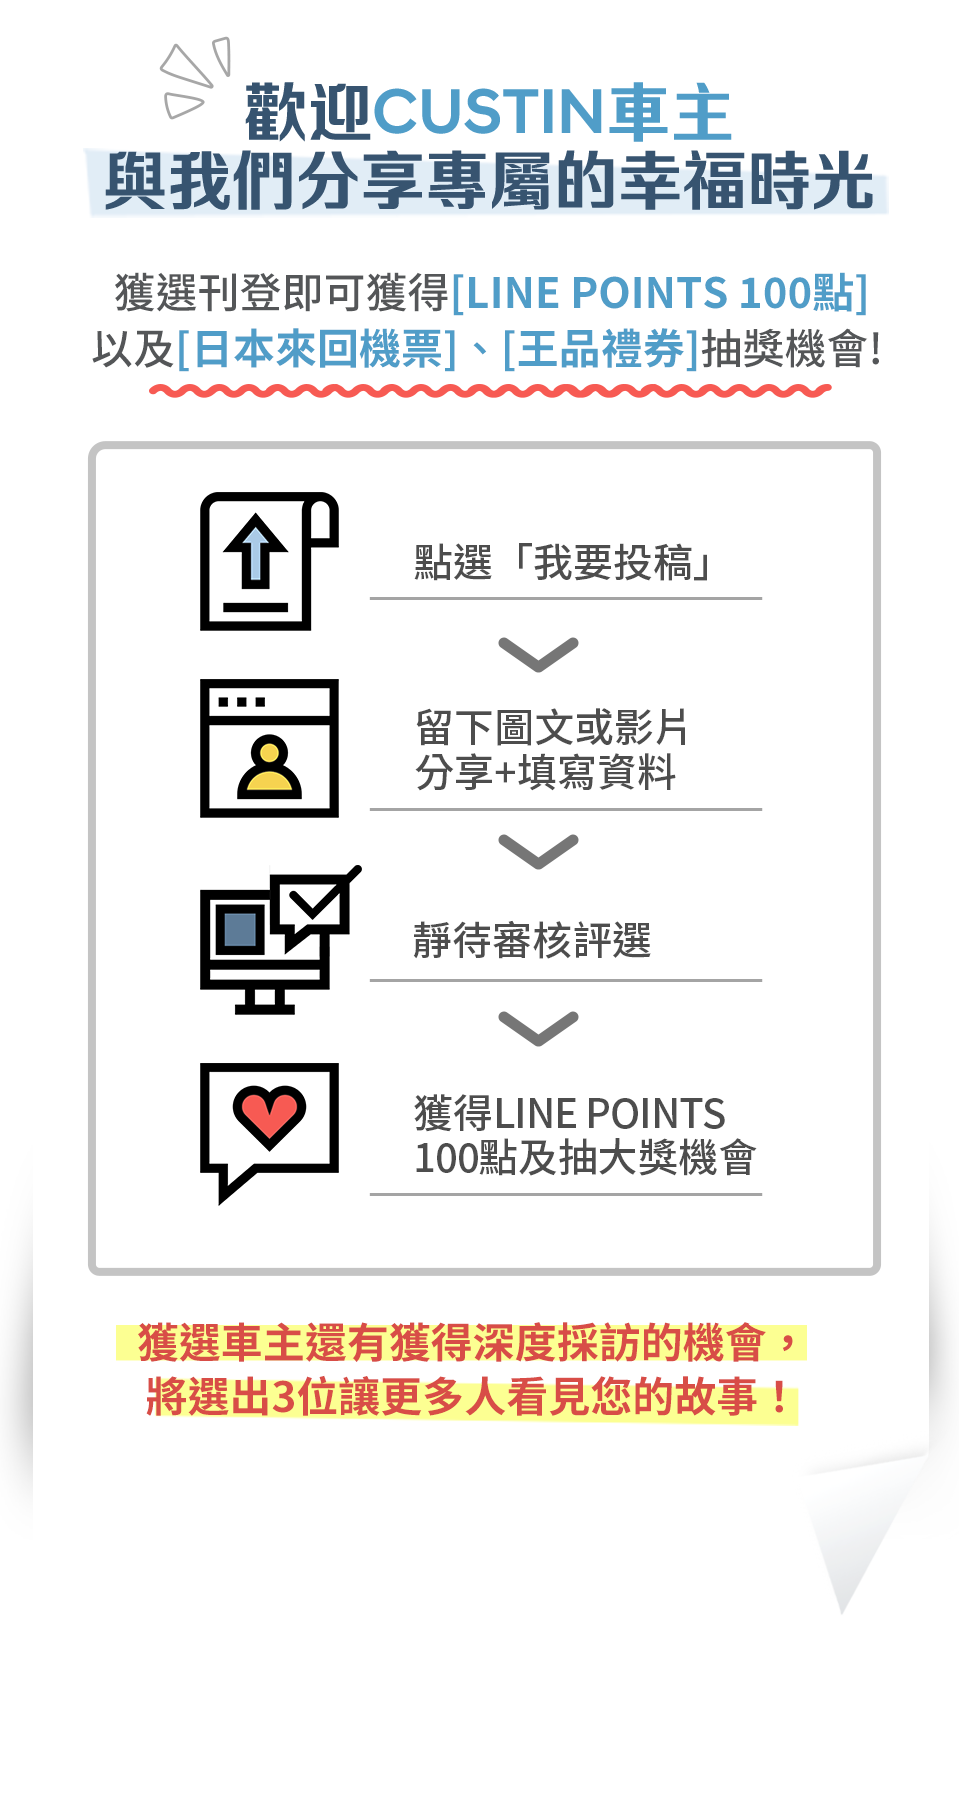 歡迎CUSTIN車主
與我們分享專屬的幸福時光
獲選刊登即可獲得[LINE POINTS 100點]
以及[日本來回機票]、[王品禮券]抽獎機會!
點選「我要投稿」
留下圖文或影片
分享+填寫資料
靜待審核評選
獲得LINE POINTS
100點及抽大獎機會
獲選車主還有獲得深度採訪的機會，
將選出3位讓更多人看見您的故事！